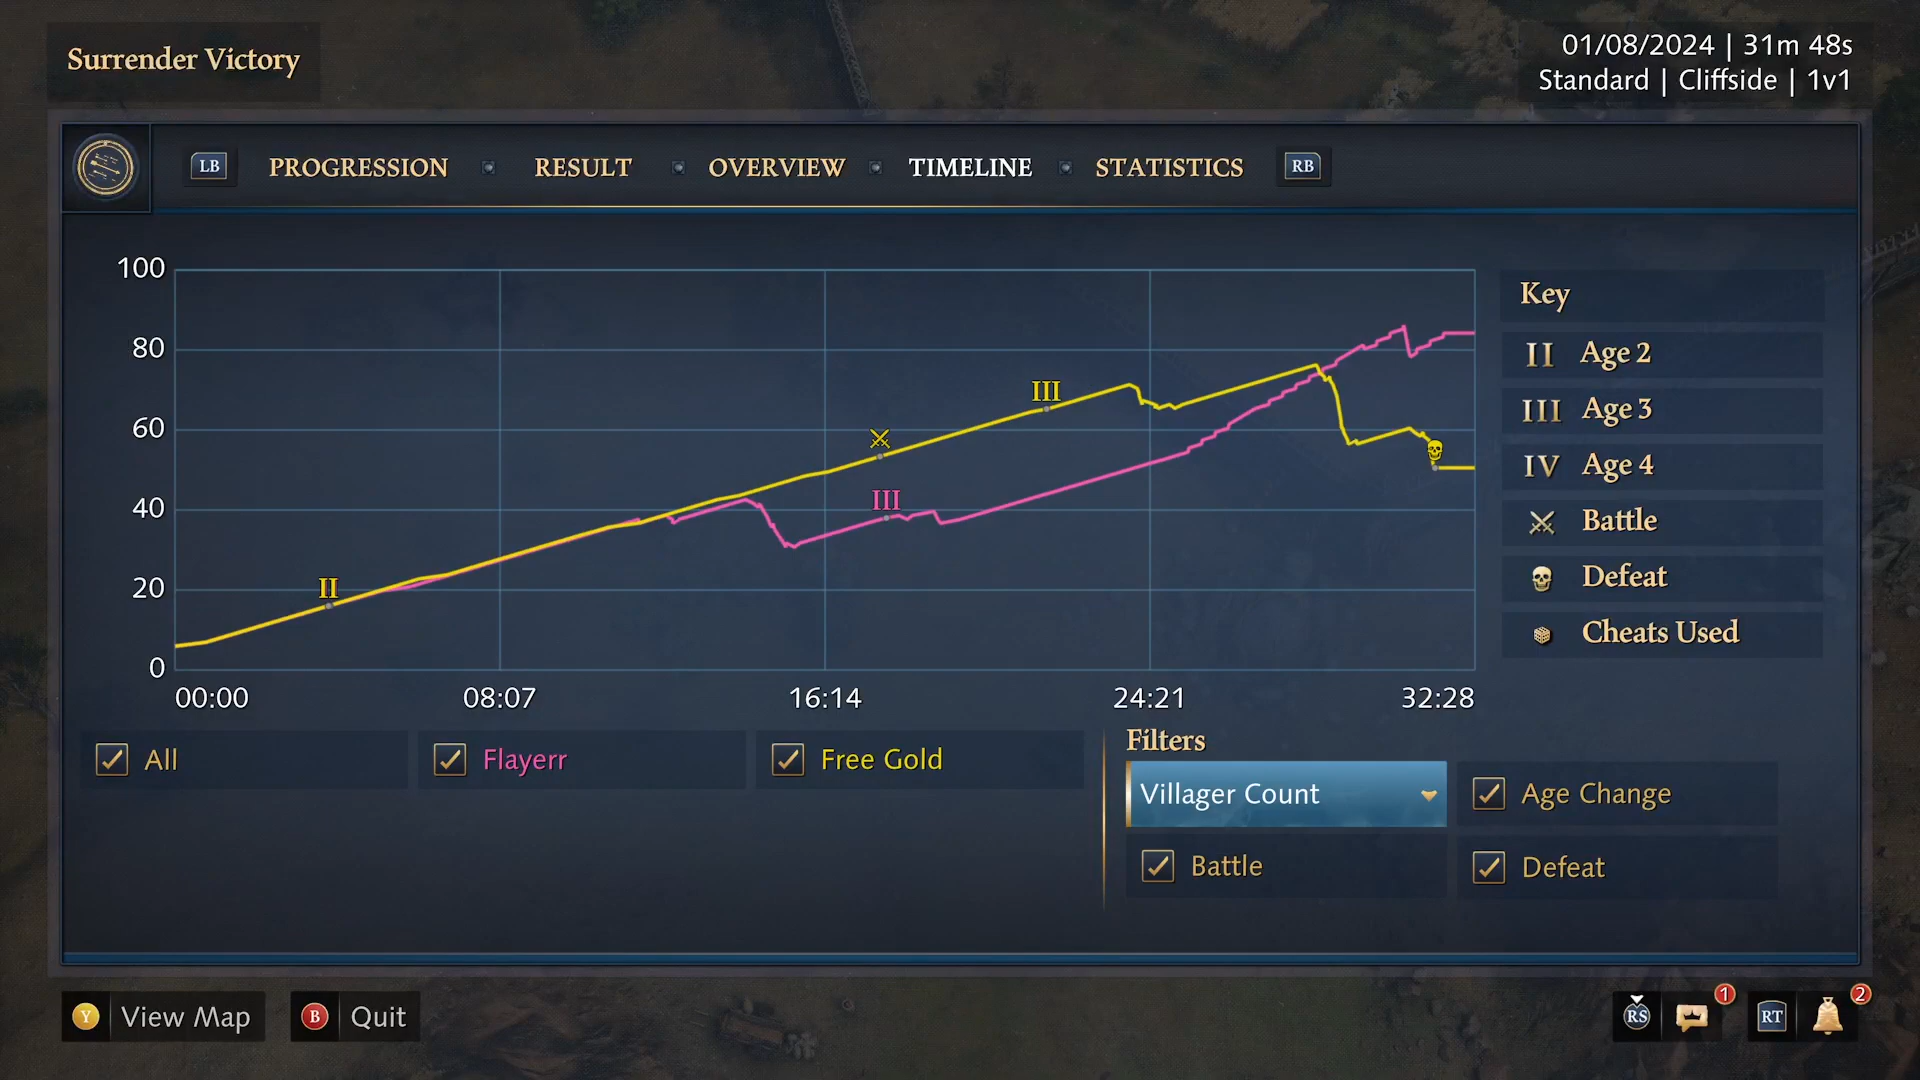 Surrender Victory
01/08/2024 | 31m 48s
Standard | Cliffside | 1v1
LB PROGRESSION RESULT OVERVIEW TIMELINE STATISTICS RB
100
80
60
40
20
0
00:00 08:07 16:14 24:21 32:28
II
III
III
Key
II Age 2
III Age 3
IV Age 4
Battle
Defeat
Cheats Used
All Flayerr Free Gold
Filters
Villager Count Age Change
Battle Defeat
Y View Map B Quit
RS 1 RT 2